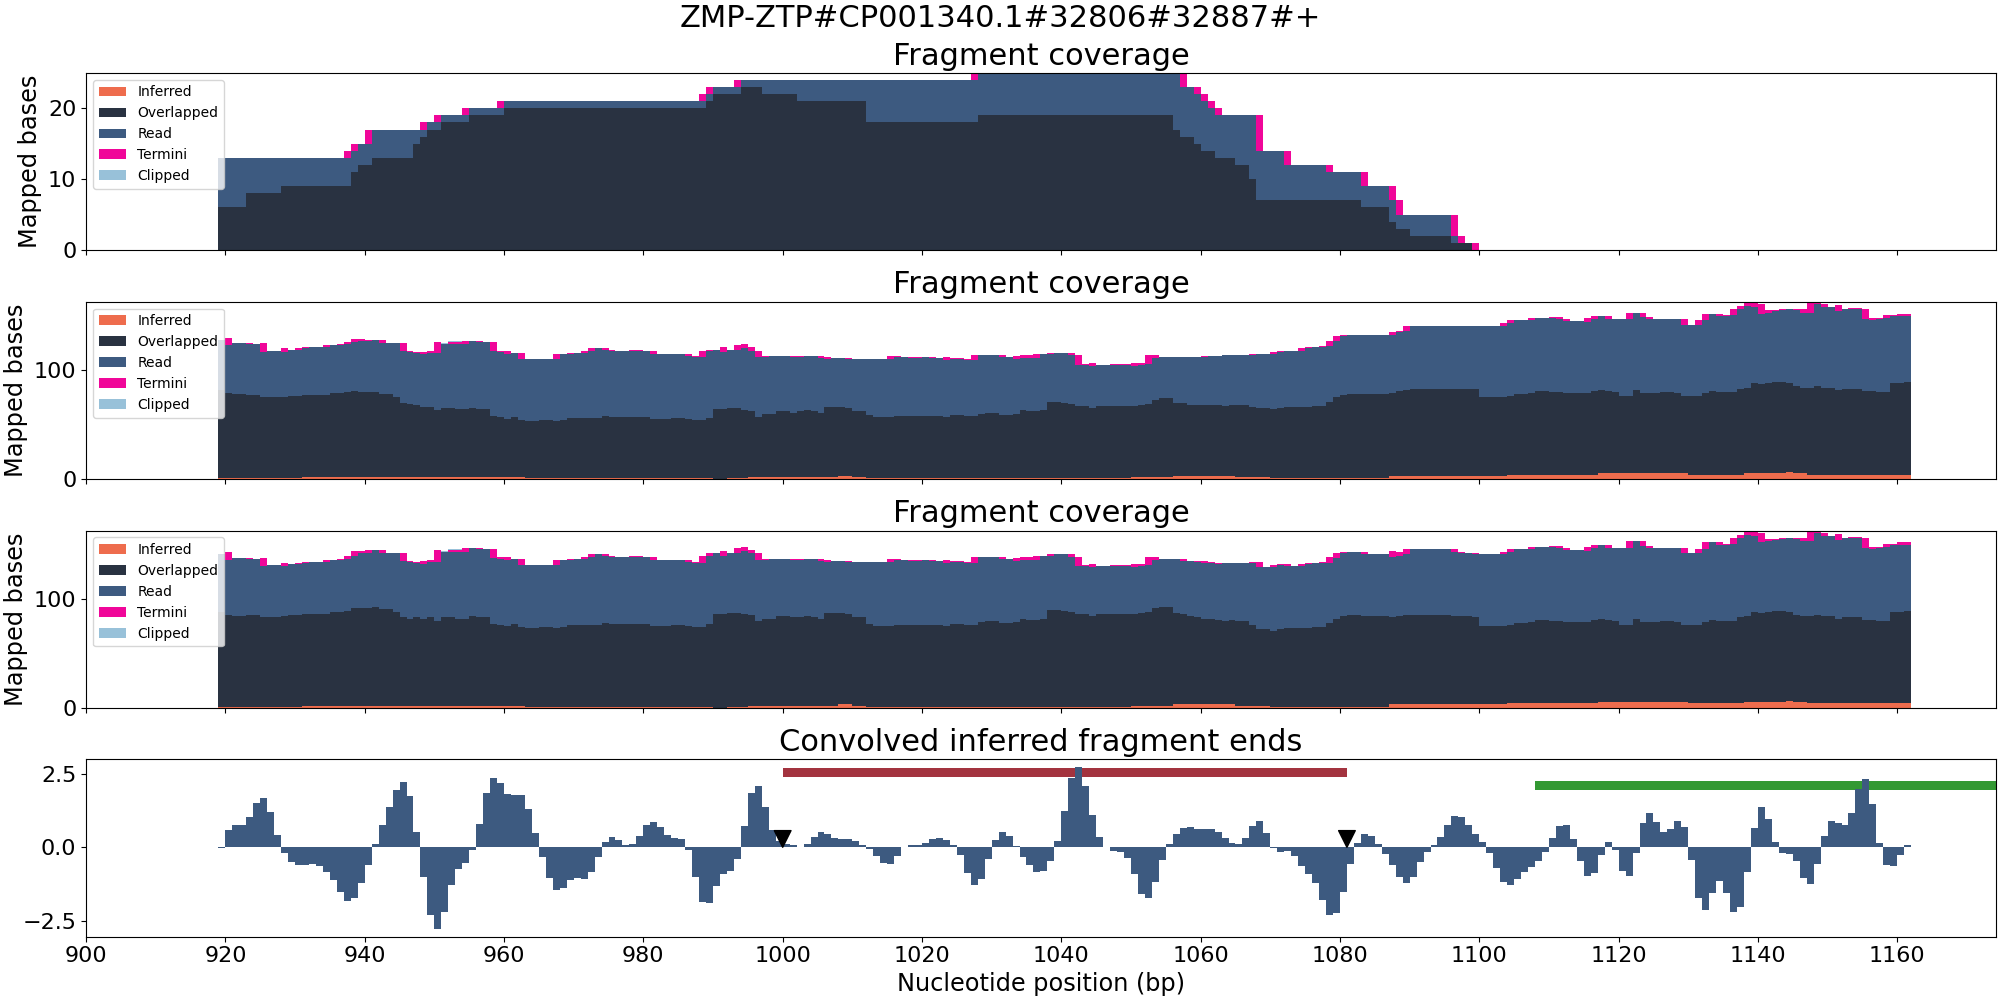 ZMP-ZTP#CP001340.1#32806#32887#+
Fragment coverage
Mapped bases
20
10
0
Inferred
Overlapped
Read
Termini
Clipped
Fragment coverage
Mapped bases
100
0
Inferred
Overlapped
Read
Termini
Clipped
Fragment coverage
Mapped bases
100
0
Inferred
Overlapped
Read
Termini
Clipped
Convolved inferred fragment ends
2.5
0.0
−2.5
900 920 940 960 980 1000 1020 1040 1060 1080 1100 1120 1140 1160
Nucleotide position (bp)